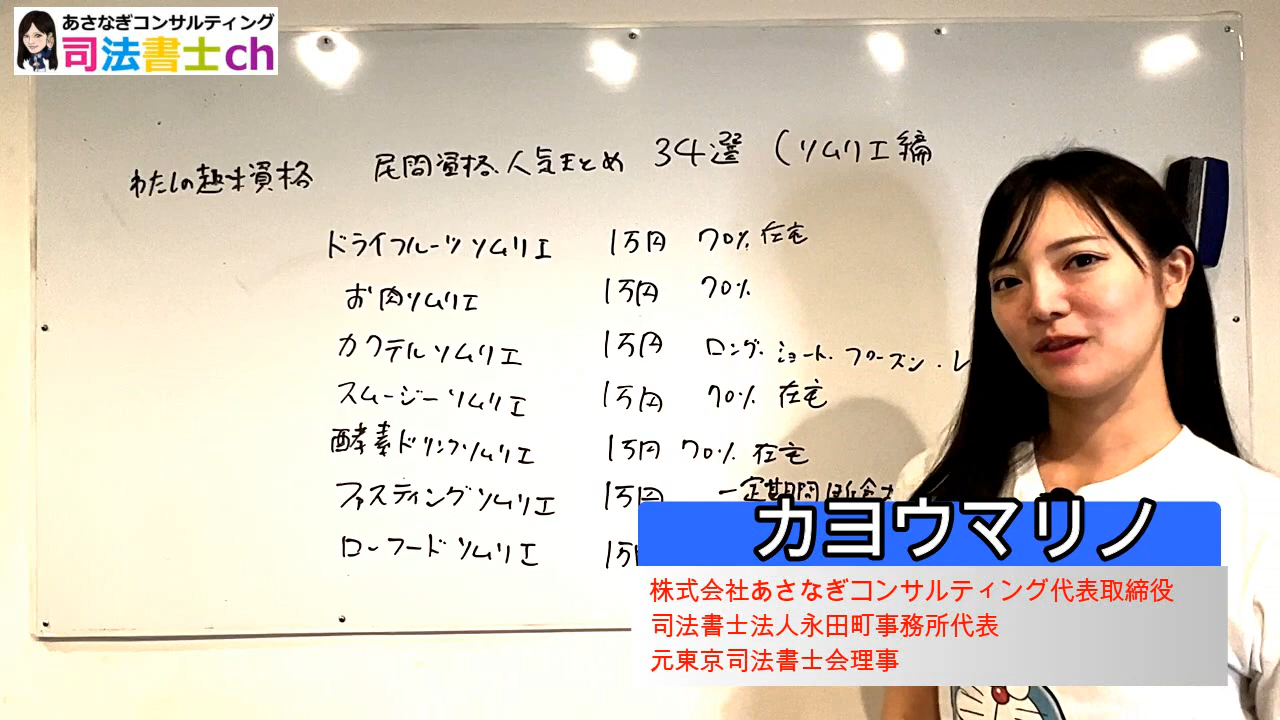 あさなぎコンサルティング
司法書士ch
わたしの趣味資格 民間資格.人気まとめ 34選 (ソムリエ編
ドライフルーツソムリエ 1万円 70%.在宅
お肉ソムリエ 1万円 70%
カクテルソムリエ 1万円 ロング.ショート.フローズン.レ
スムージーソムリエ 1万円 70% 在宅
酵素ドリンクソムリエ 1万円 70% 在宅
ファスティングソムリエ 1万円 一定期間断食
ローフードソムリエ 1万円
カヨウマリノ
株式会社あさなぎコンサルティング代表取締役
司法書士法人永田町事務所代表
元東京司法書士会理事